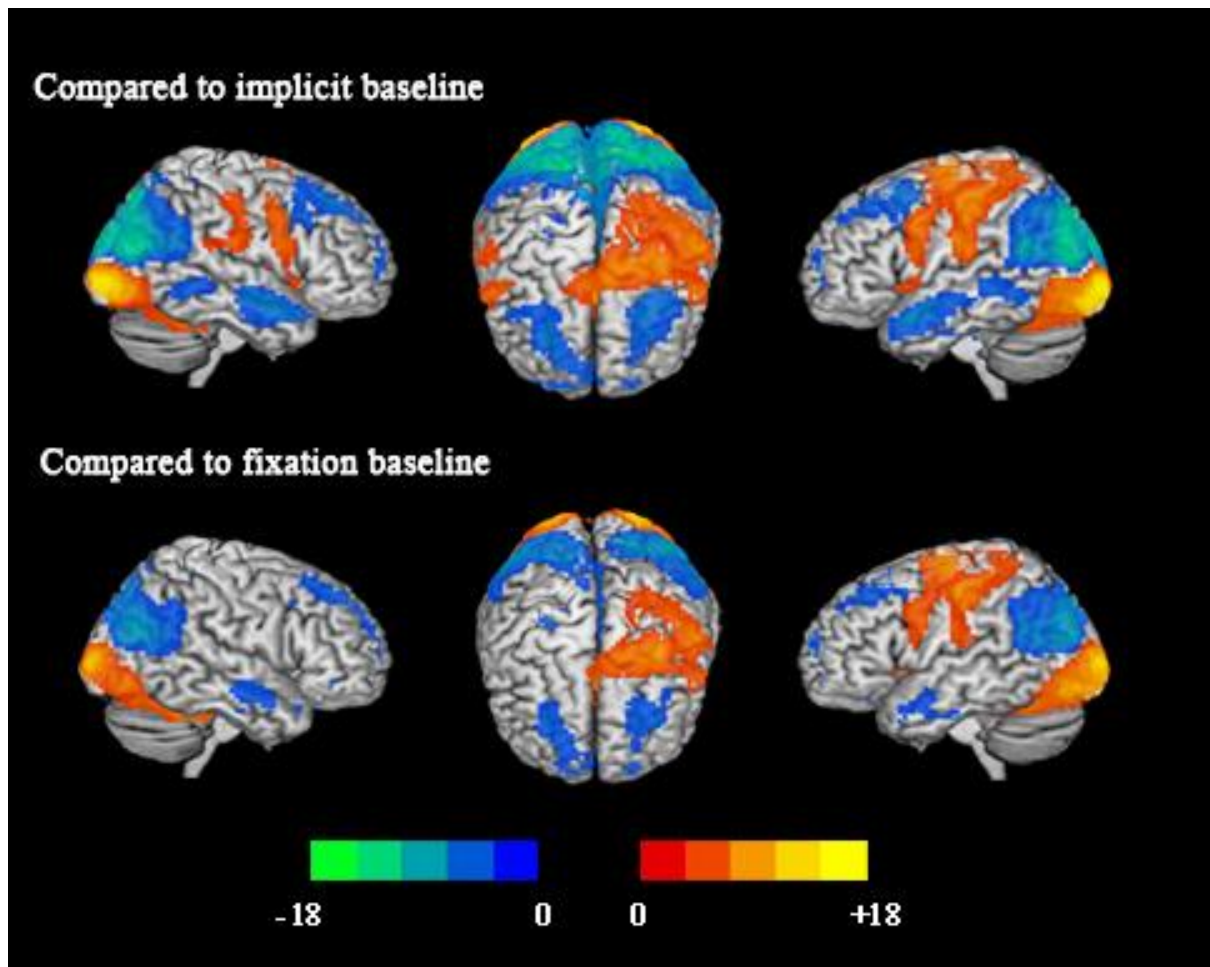 Compared to implicit baseline
Compared to fixation baseline
-18 0 0 +18